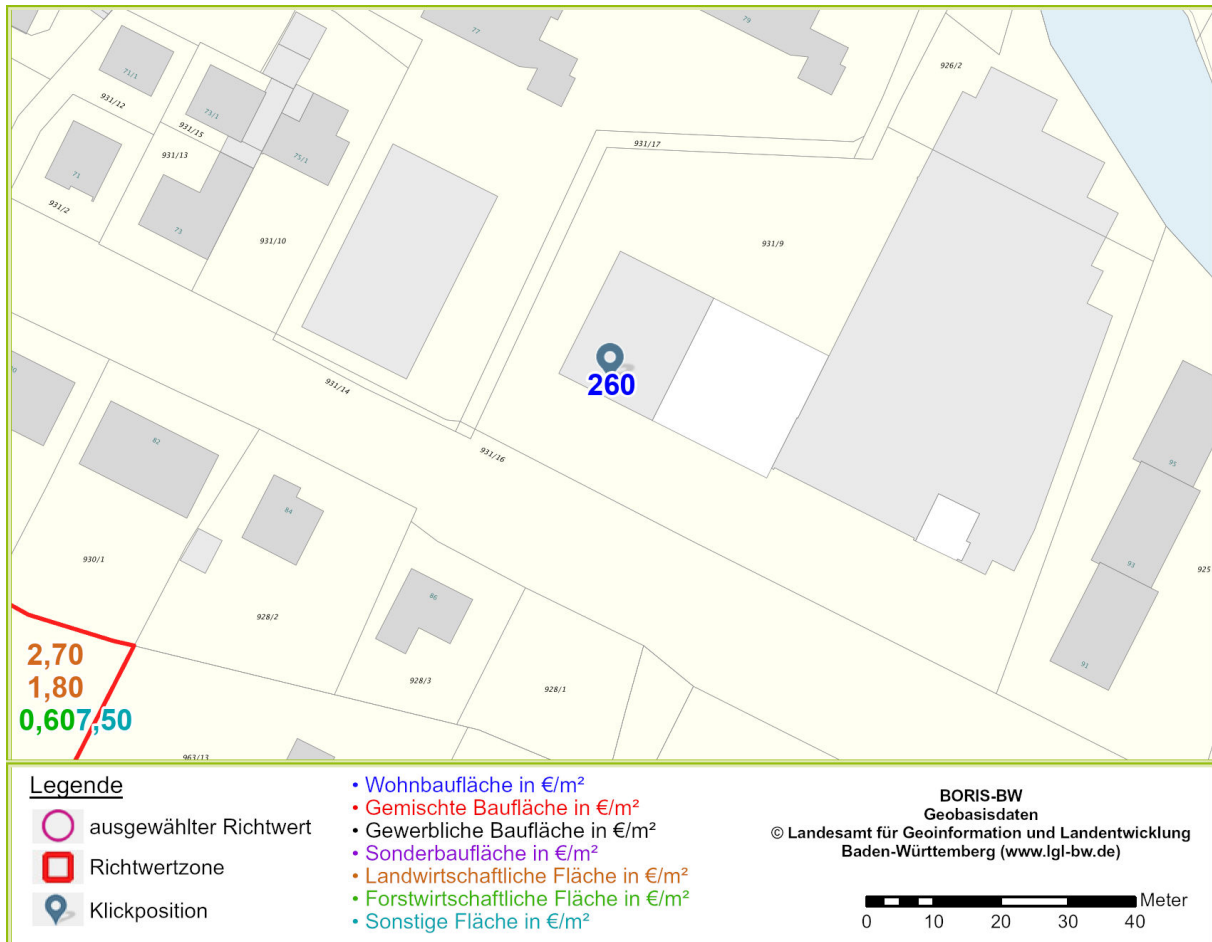 77
79
71/1
926/2
931/12
73/1
931/15
931/17
75/1
931/13
71
931/2
73
931/10
931/9
260
931/14
82
931/16
95
84
930/1
93
925
86
928/2
2,70
91
1,80
928/3
928/1
0,60
7,50
963/13
Legende
ausgewählter Richtwert
Richtwertzone
Klickposition
• Wohnbaufläche in €/m²
• Gemischte Baufläche in €/m²
• Gewerbliche Baufläche in €/m²
• Sonderbaufläche in €/m²
• Landwirtschaftliche Fläche in €/m²
• Forstwirtschaftliche Fläche in €/m²
• Sonstige Fläche in €/m²
BORIS-BW
Geobasisdaten
© Landesamt für Geoinformation und Landentwicklung
Baden-Württemberg (www.lgl-bw.de)
Meter
0 10 20 30 40